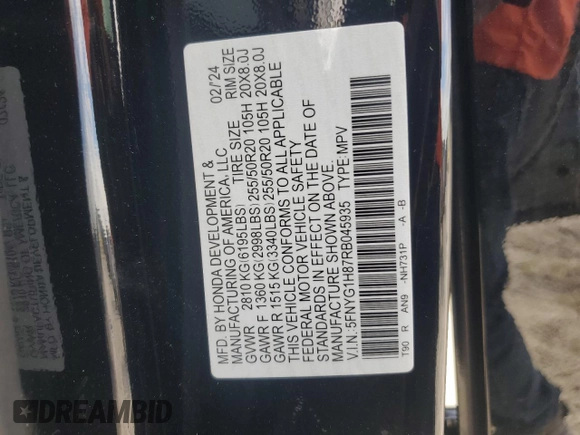 MFD. BY HONDA DEVELOPMENT & 02/24
MANUFACTURING OF AMERICA, LLC
TIRE SIZE RIM SIZE
GVWR 2810 KG(6195LBS)
GAWR F 1360 KG(2998LBS) 255/50R20 105H 20X8.0J
GAWR R 1515 KG(3340LBS) 255/50R20 105H 20X8.0J
THIS VEHICLE CONFORMS TO ALL APPLICABLE
FEDERAL MOTOR VEHICLE SAFETY
STANDARDS IN EFFECT ON THE DATE OF
MANUFACTURE SHOWN ABOVE.
V.I.N.:5FNYG1H87RB045935 TYPE:MPV
T90 R AN9 -NH731P -A -B
DREAMBID